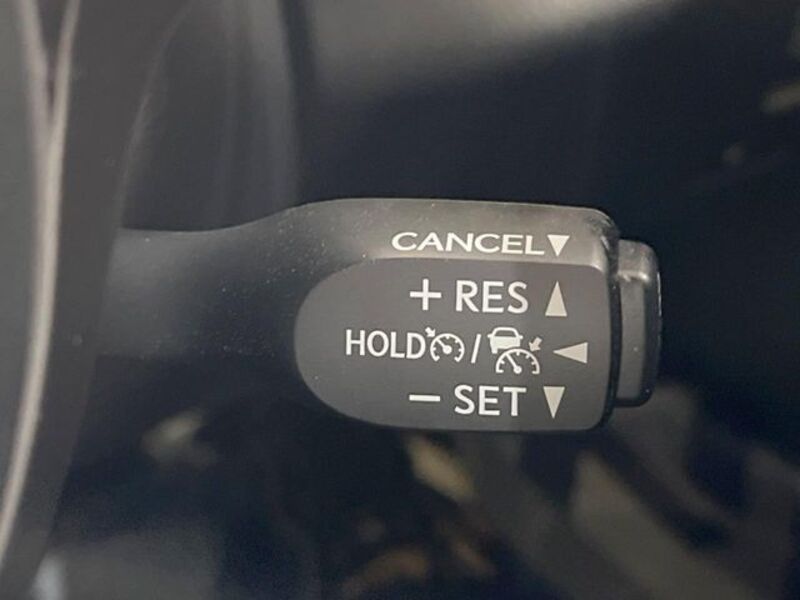 CANCEL▼
+ RES ▲
HOLD / ◀
− SET ▼